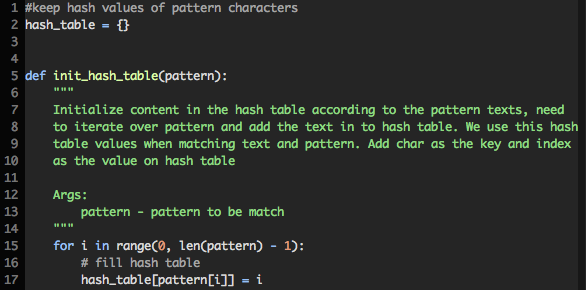 1 #keep hash values of pattern characters
2 hash_table = {}
3
4
5 def init_hash_table(pattern):
6     """
7     Initialize content in the hash table according to the pattern texts, need
8     to iterate over pattern and add the text in to hash table. We use this hash
9     table values when matching text and pattern. Add char as the key and index
10     as the value on hash table
11
12     Args:
13         pattern - pattern to be match
14     """
15     for i in range(0, len(pattern) - 1):
16         # fill hash table
17         hash_table[pattern[i]] = i